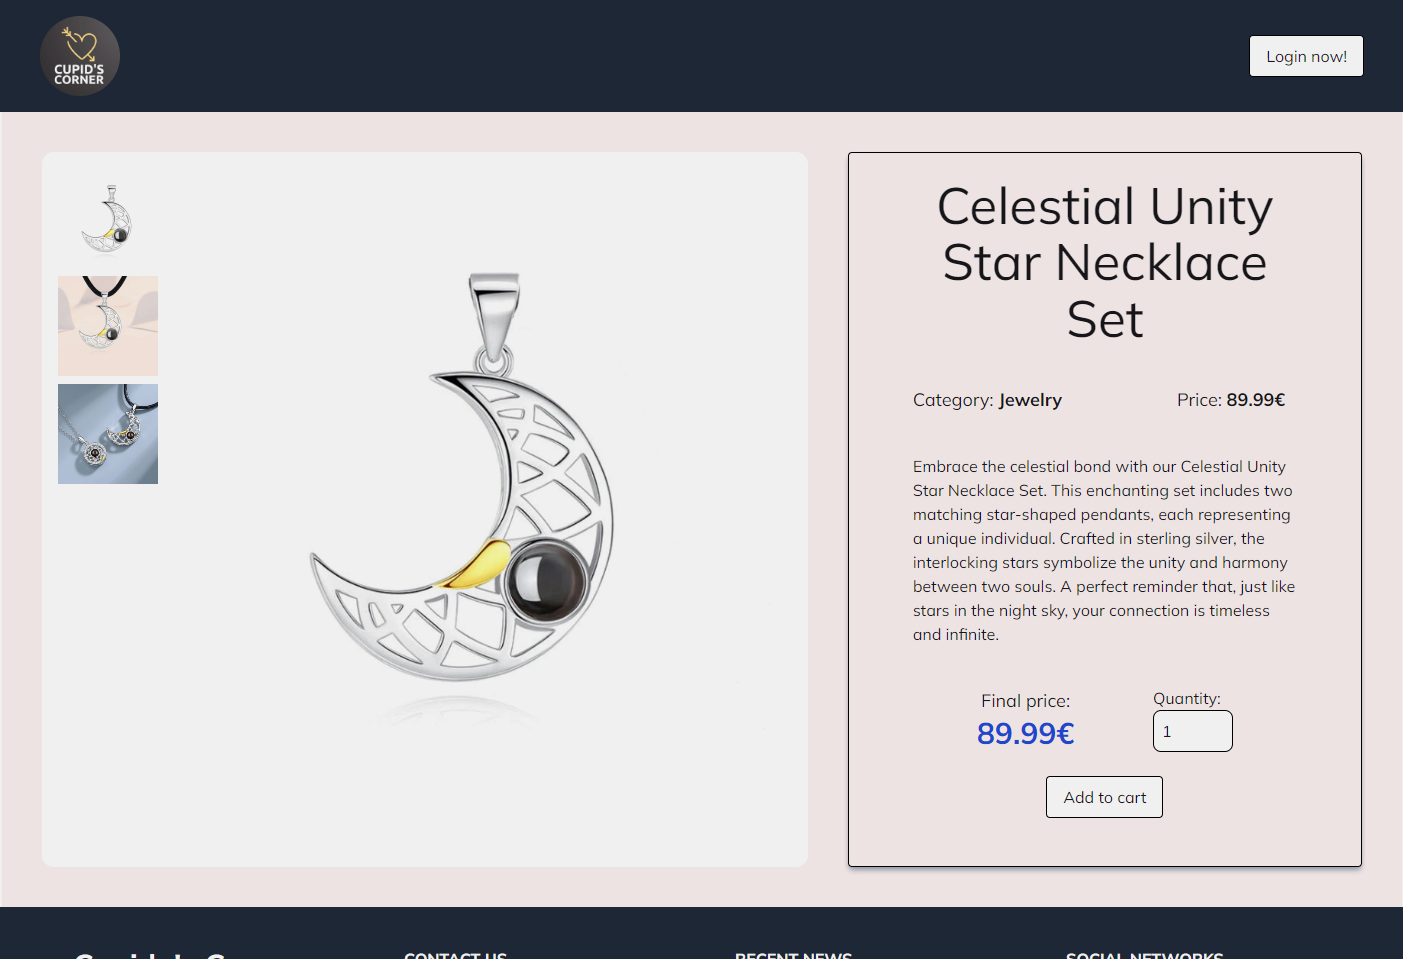 CUPID'S
CORNER
Login now!
Celestial Unity
Star Necklace
Set
Category: Jewelry
Price: 89.99€
Embrace the celestial bond with our Celestial Unity
Star Necklace Set. This enchanting set includes two
matching star-shaped pendants, each representing
a unique individual. Crafted in sterling silver, the
interlocking stars symbolize the unity and harmony
between two souls. A perfect reminder that, just like
stars in the night sky, your connection is timeless
and infinite.
Final price:
89.99€
Quantity:
1
Add to cart
CONTACT US
RECENT NEWS
SOCIAL NETWORKS